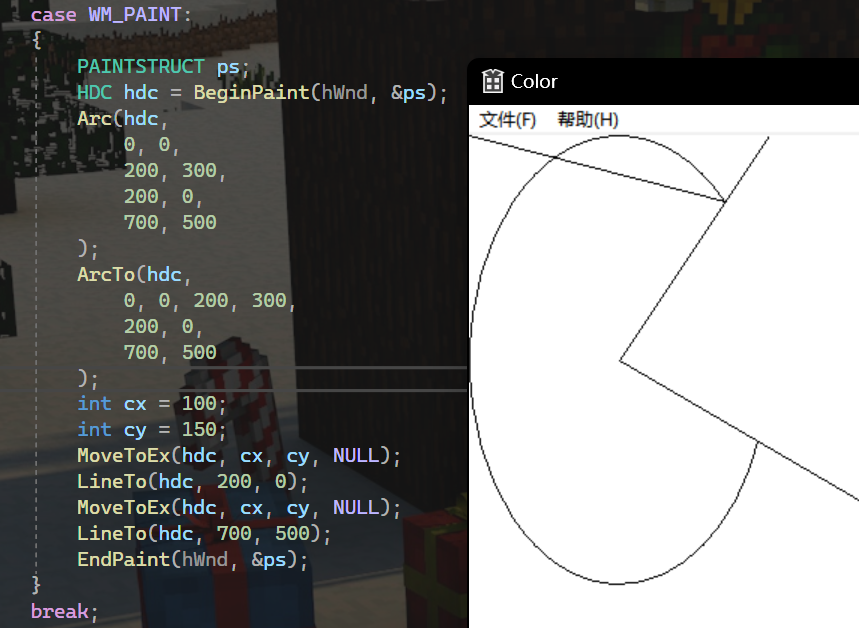 case WM_PAINT:
{
PAINTSTRUCT ps;
HDC hdc = BeginPaint(hWnd, &ps);
Arc(hdc,
0, 0,
200, 300,
200, 0,
700, 500
);
ArcTo(hdc,
0, 0, 200, 300,
200, 0,
700, 500
);
int cx = 100;
int cy = 150;
MoveToEx(hdc, cx, cy, NULL);
LineTo(hdc, 200, 0);
MoveToEx(hdc, cx, cy, NULL);
LineTo(hdc, 700, 500);
EndPaint(hWnd, &ps);
}
break;
Color
文件(F) 帮助(H)